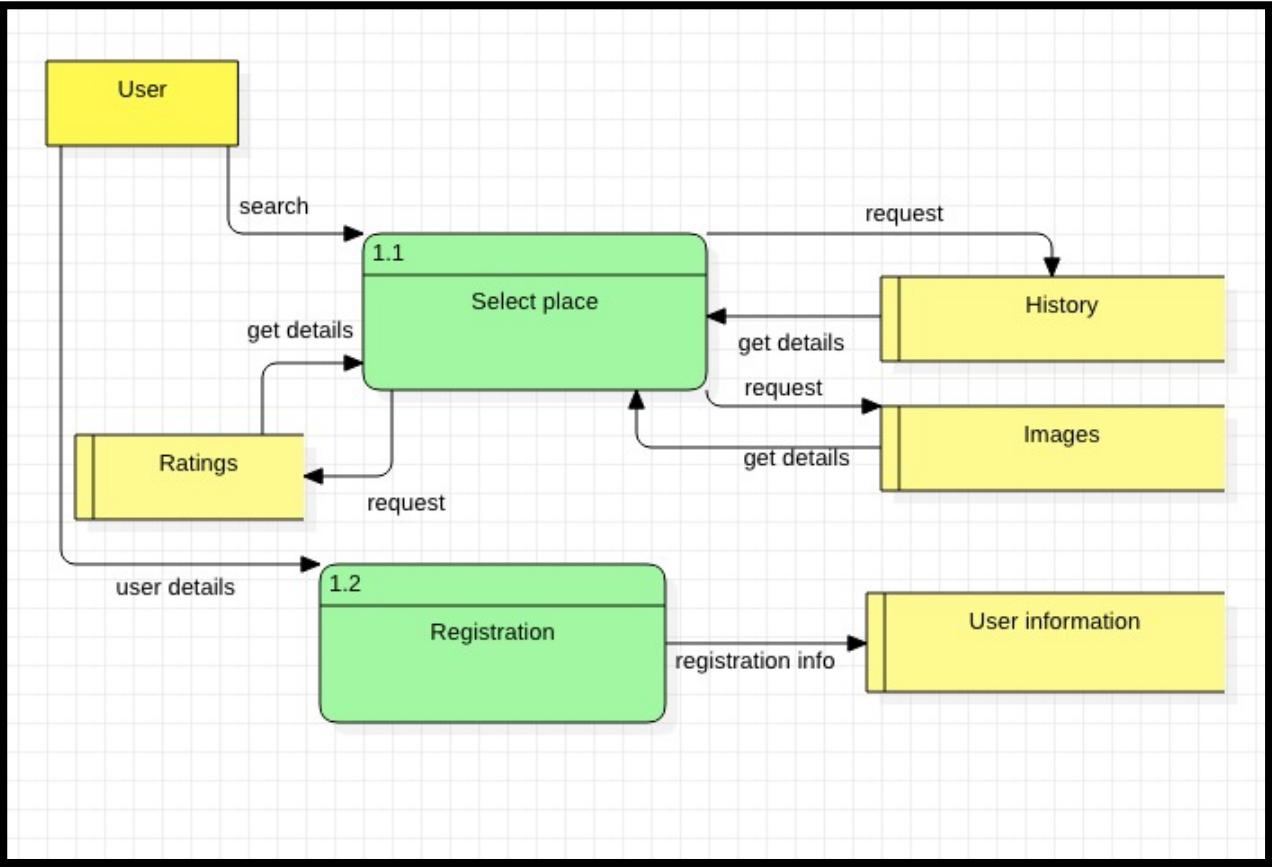 User
search
request
1.1
Select place
History
get details
get details
request
Images
get details
Ratings
request
user details
1.2
Registration
User information
registration info